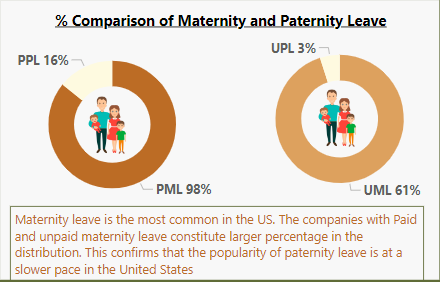 % Comparison of Maternity and Paternity Leave
PPL 16%
UPL 3%
PML 98%
UML 61%
Maternity leave is the most common in the US. The companies with Paid
and unpaid maternity leave constitute larger percentage in the
distribution. This confirms that the popularity of paternity leave is at a
slower pace in the United States